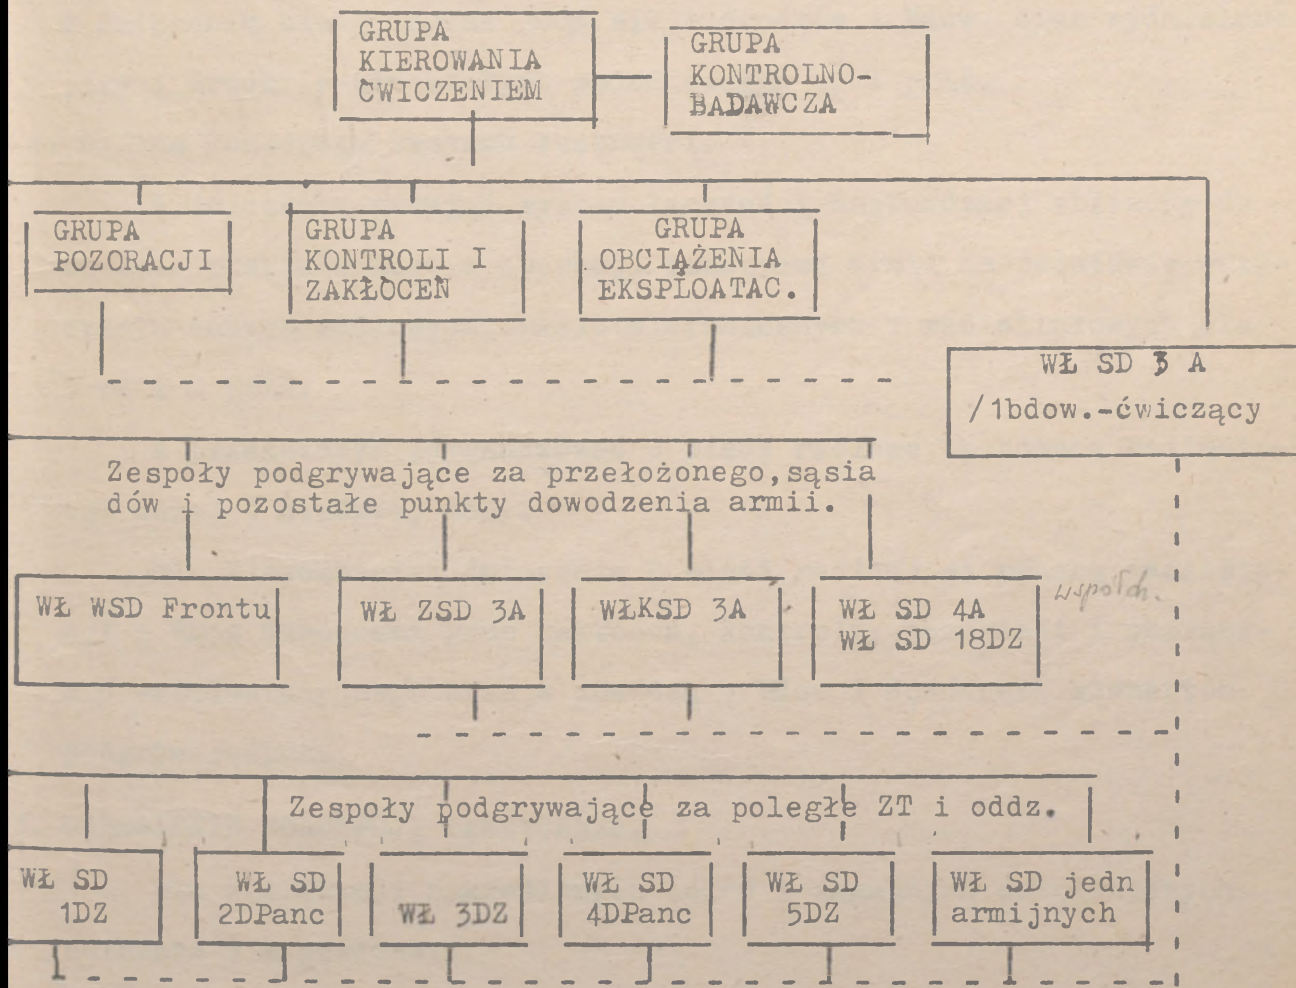 GRUPA
KIEROWANIA
ĆWICZENIEM
GRUPA
KONTROLNO-
BADAWCZA
GRUPA
POZORACJI
GRUPA
KONTROLI I
ZAKŁÓCEŃ
GRUPA
OBCIĄŻENIA
EKSPLOATAC.
WŁ SD 3 A
/1bdow.-ćwiczący
Zespoły podgrywające za przełożonego,sąsia
dów i pozostałe punkty dowodzenia armii.
WŁ WSD Frontu
WŁ ZSD 3A
WŁKSD 3A
WŁ SD 4A
WŁ SD 18DZ
Zespoły podgrywające za poległe ZT i oddz.
WŁ SD
1DZ
WŁ SD
2DPanc
WŁ 3DZ
WŁ SD
4DPanc
WŁ SD
5DZ
WŁ SD jedn
armijnych